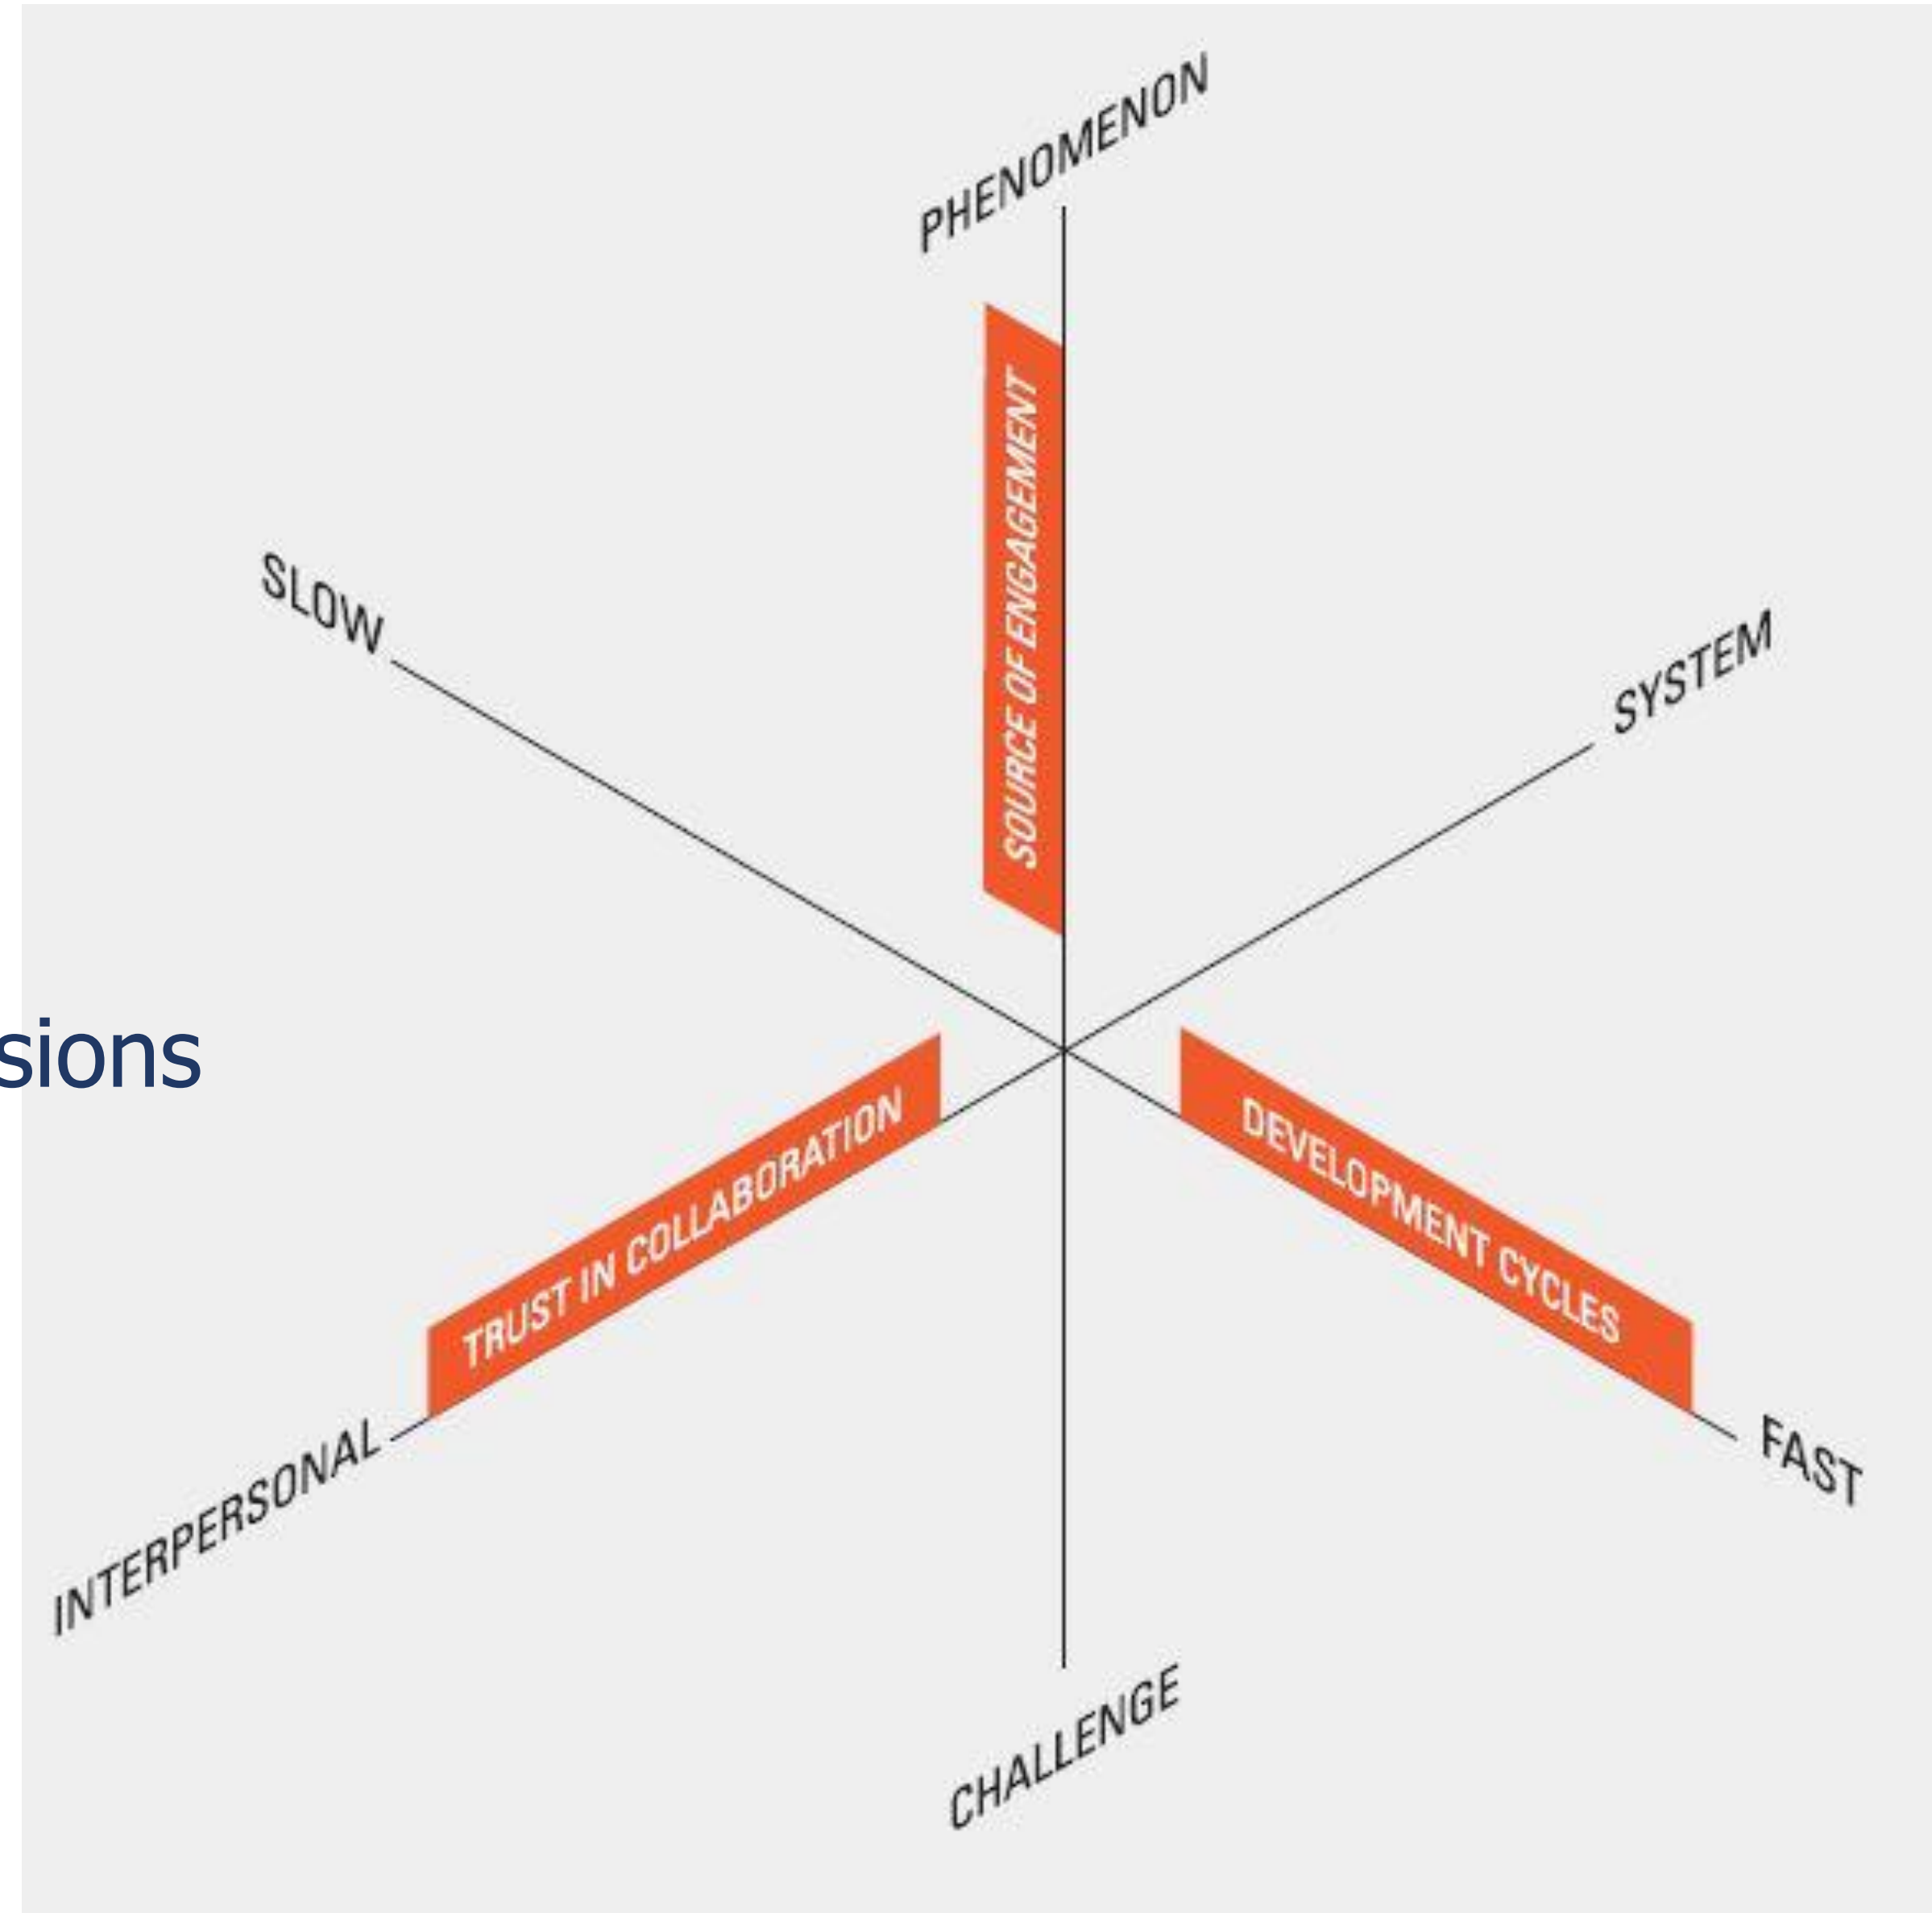 PHENOMENON
SOURCE OF ENGAGEMENT
SLOW
SYSTEM
sions
TRUST IN COLLABORATION
DEVELOPMENT CYCLES
INTERPERSONAL
FAST
CHALLENGE